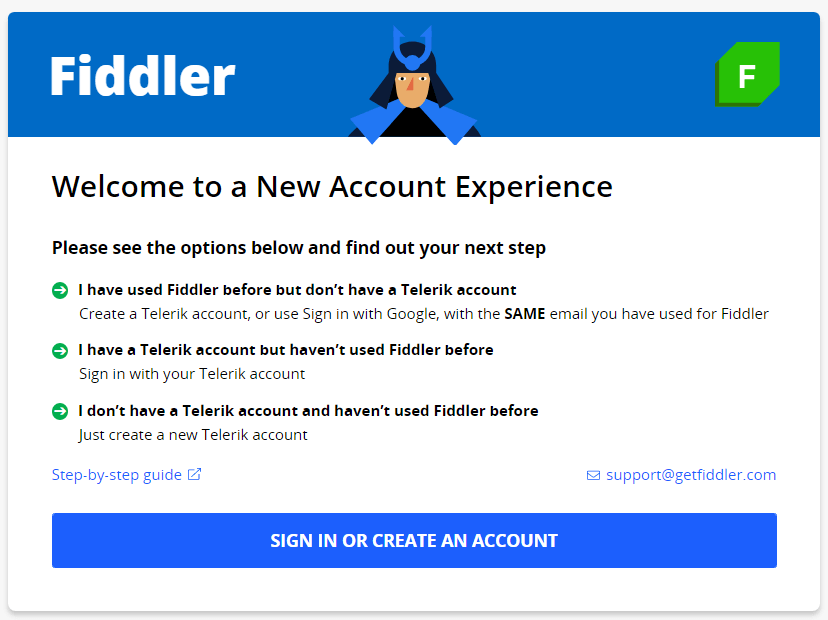 Fiddler
F
Welcome to a New Account Experience
Please see the options below and find out your next step
I have used Fiddler before but don’t have a Telerik account
Create a Telerik account, or use Sign in with Google, with the SAME email you have used for Fiddler
I have a Telerik account but haven’t used Fiddler before
Sign in with your Telerik account
I don’t have a Telerik account and haven’t used Fiddler before
Just create a new Telerik account
Step-by-step guide
support@getfiddler.com
SIGN IN OR CREATE AN ACCOUNT